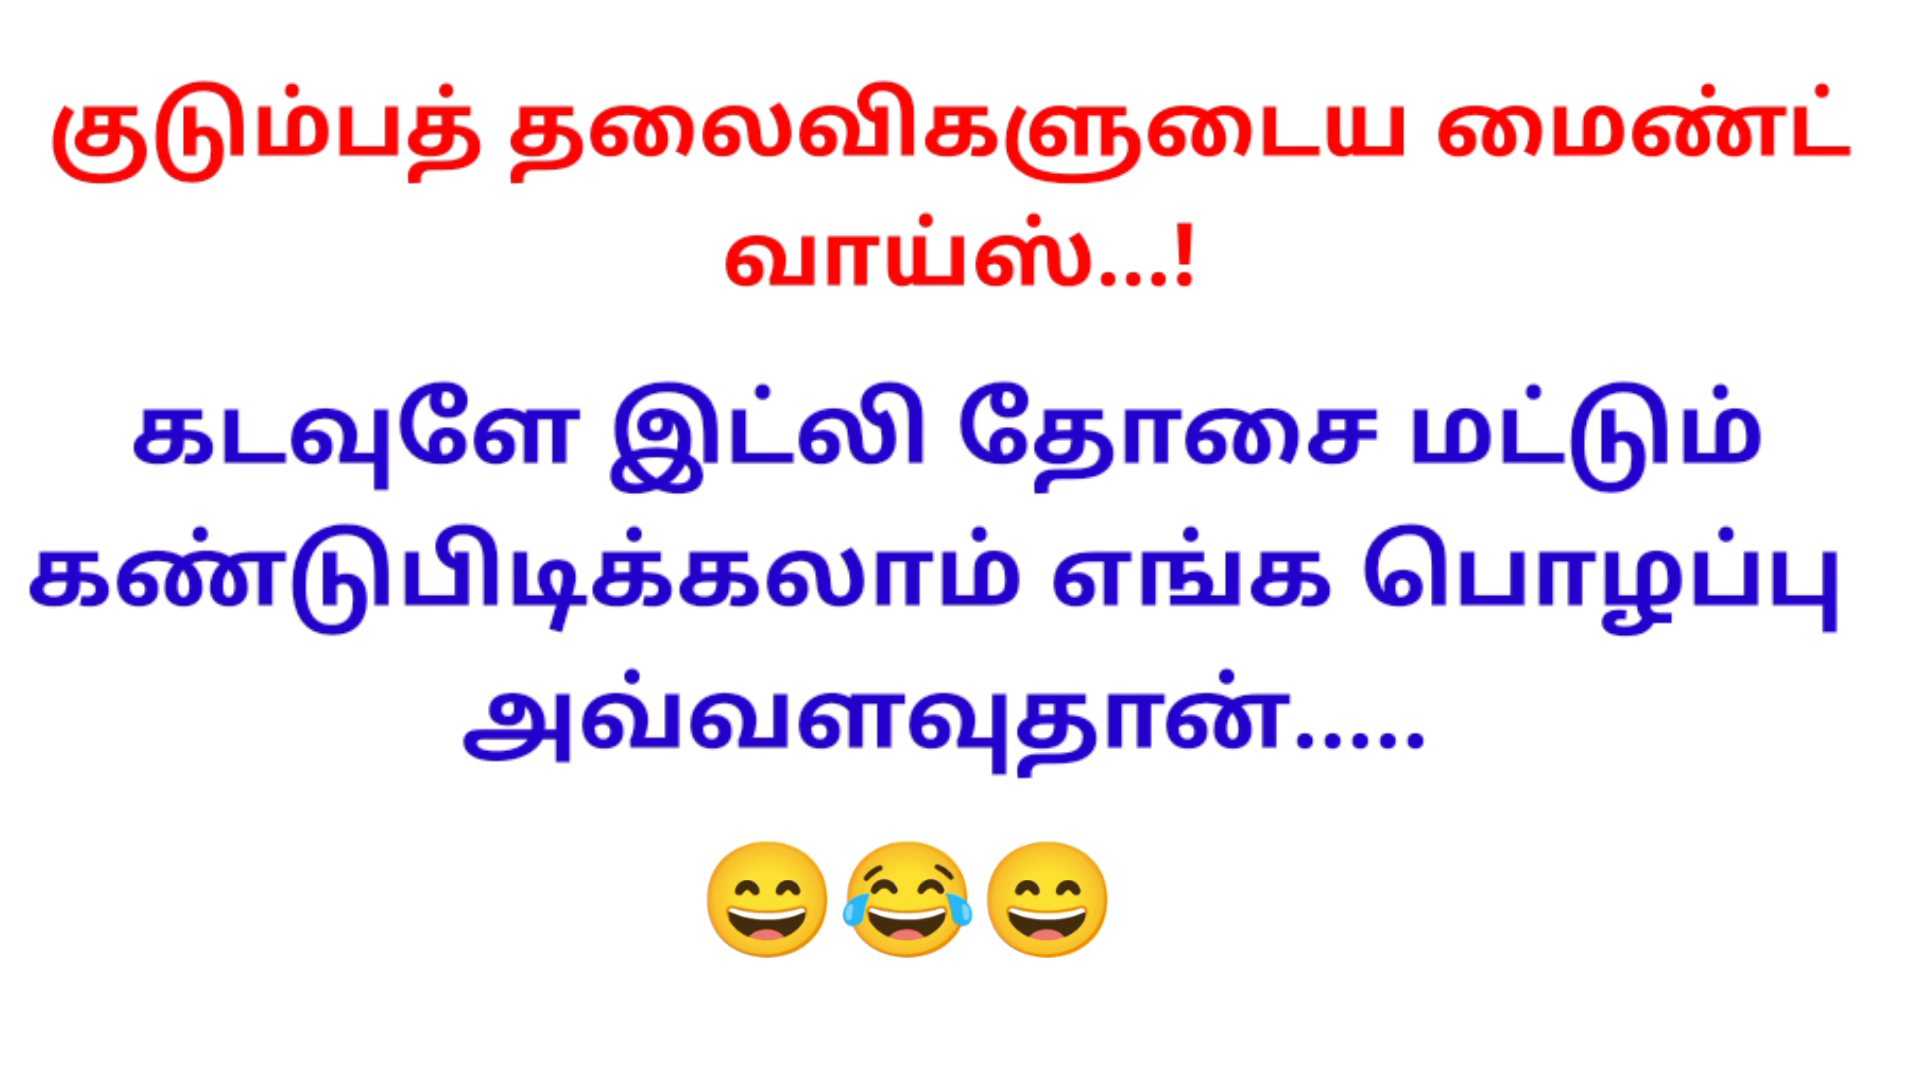 குடும்பத் தலைவிகளுடைய மைண்ட்
வாய்ஸ்...!
கடவுளே இட்லி தோசை மட்டும்
கண்டுபிடிக்கலாம் எங்க பொழப்பு
அவ்வளவுதான்.....
😄😂😄